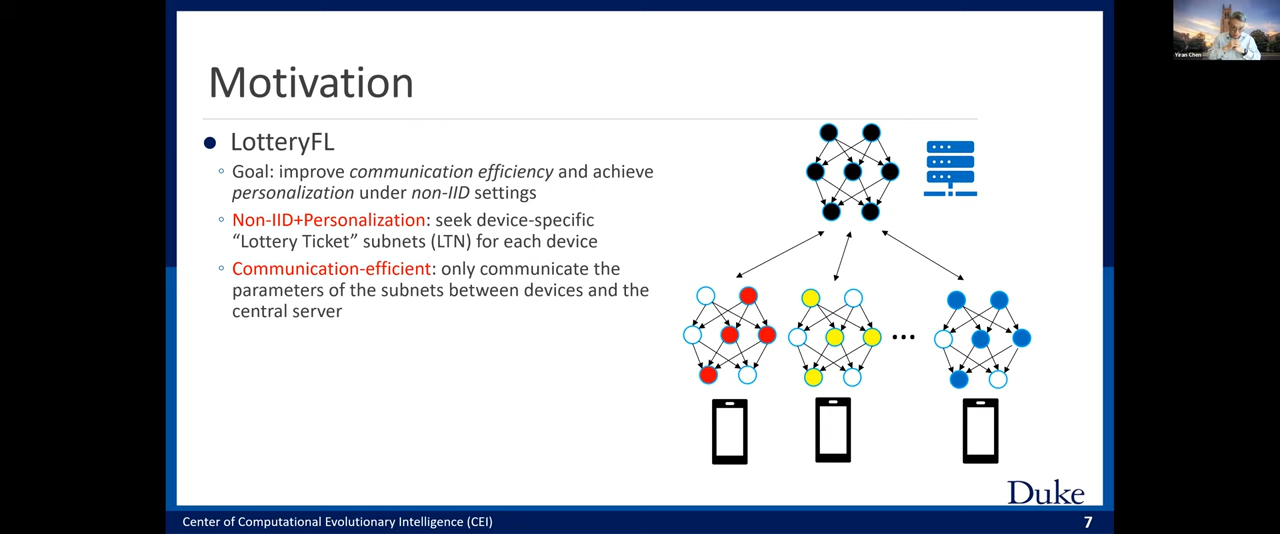 Motivation
LotteryFL
Goal: improve communication efficiency and achieve
personalization under non-IID settings
Non-IID+Personalization: seek device-specific
“Lottery Ticket” subnets (LTN) for each device
Communication-efficient: only communicate the
parameters of the subnets between devices and the
central server
...
Duke
Center of Computational Evolutionary Intelligence (CEI)
7
Yiran Chen